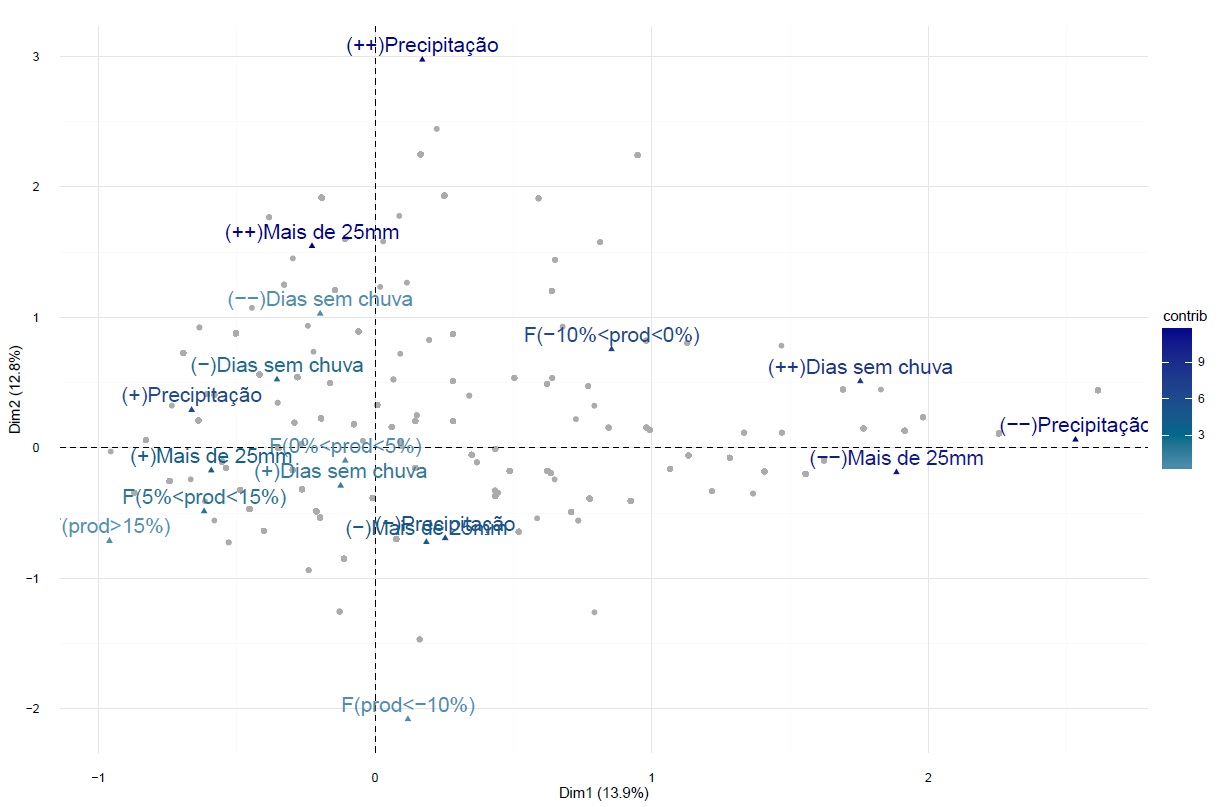 (++)Precipitação
3
2
(++)Mais de 25mm
(−−)Dias sem chuva
1
F(−10%<prod<0%)
(−)Dias sem chuva
(++)Dias sem chuva
(+)Precipitação
(−−)Precipitação
F(0%<prod<5%)
0
(+)Mais de 25mm
(−−)Mais de 25mm
(+)Dias sem chuva
F(5%<prod<15%)
(prod>15%)
(−)Precipitação
(−)Mais de 25mm
−1
F(prod<−10%)
−2
−1
0
1
2
Dim1 (13.9%)
Dim2 (12.8%)
contrib
9
6
3